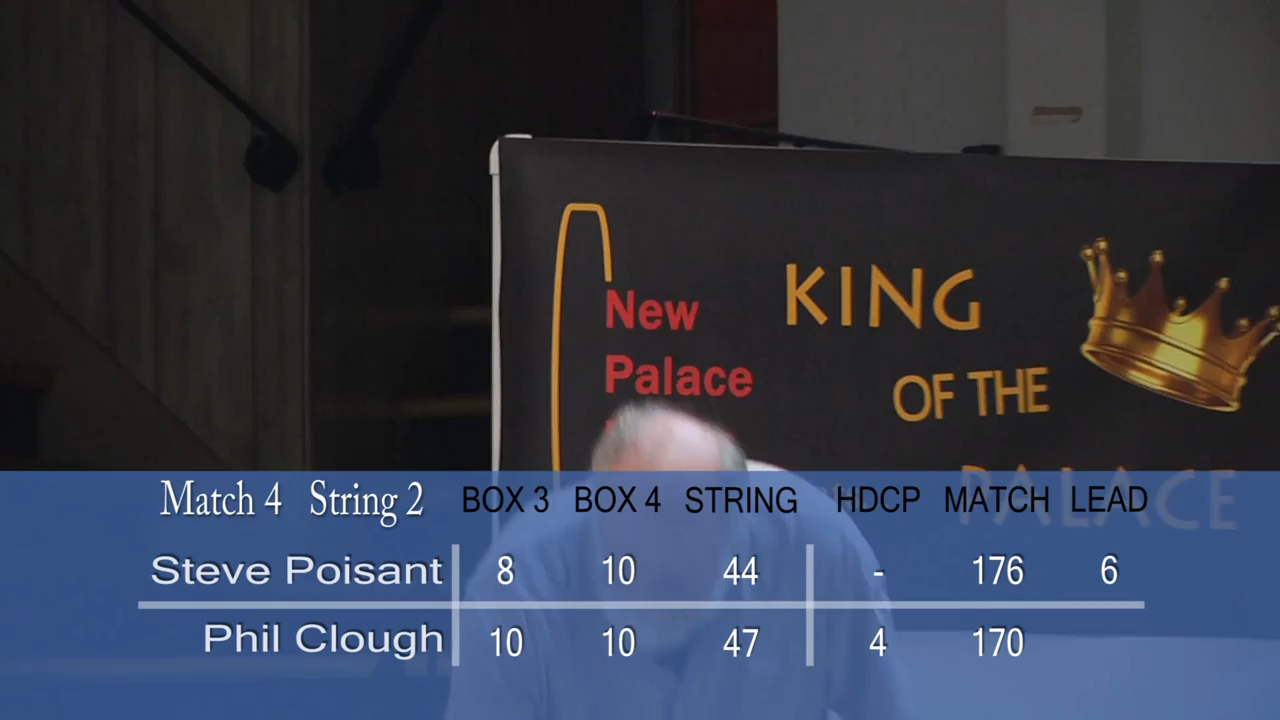 New
Palace
KING
OF THE
PALACE
Match 4 String 2 BOX 3 BOX 4 STRING HDCP MATCH LEAD
Steve Poisant 8 10 44 - 176 6
Phil Clough 10 10 47 4 170